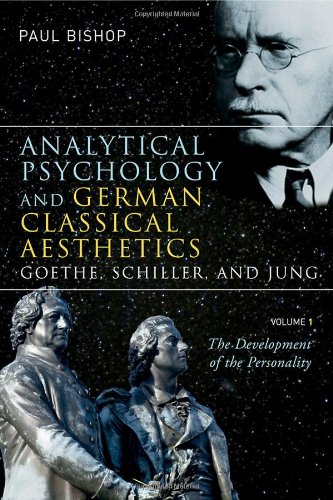 PAUL BISHOP
ANALYTICAL
PSYCHOLOGY
AND GERMAN
CLASSICAL
AESTHETICS
GOETHE, SCHILLER, AND JUNG
VOLUME 1
The Development
of the Personality